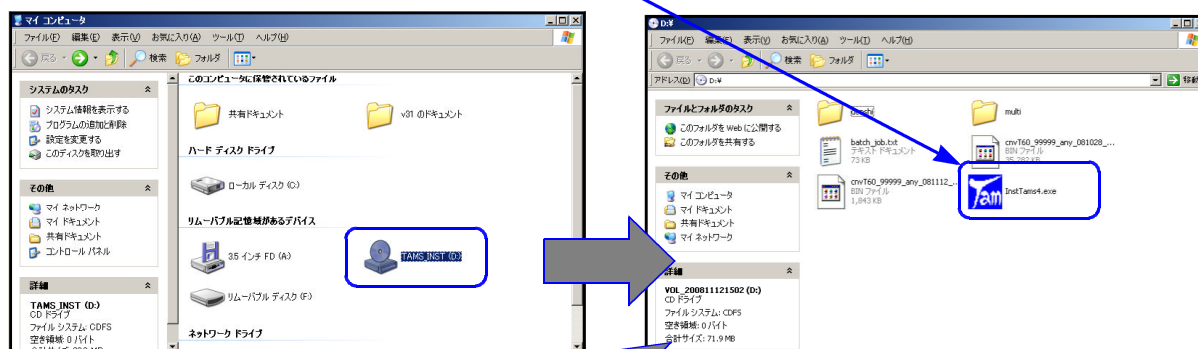 マイ コンピュータ
ファイル(F) 編集(E) 表示(V) お気に入り(A) ツール(T) ヘルプ(H)
戻る 検索 フォルダ
システムのタスク
システム情報を表示する
プログラムの追加と削除
設定を変更する
このディスクを取り出す
その他
マイ ネットワーク
マイ ドキュメント
共有ドキュメント
コントロール パネル
詳細
TAMS_INST (D:)
CD ドライブ
ファイル システム: CDFS
空き領域: 0 バイト
このコンピュータに保管されているファイル
共有ドキュメント
v31 のドキュメント
ハード ディスク ドライブ
ローカル ディスク (C:)
リムーバブル記憶域があるデバイス
3.5 インチ FD (A:)
TAMS_INST (D:)
リムーバブル ディスク (F:)
ネットワーク ドライブ
D:¥
ファイル(F) 編集(E) 表示(V) お気に入り(A) ツール(T) ヘルプ(H)
戻る 検索 フォルダ
アドレス(D) D:¥ 移動
ファイルとフォルダのタスク
このフォルダを Web に公開する
このフォルダを共有する
その他
マイ コンピュータ
マイ ドキュメント
共有ドキュメント
マイ ネットワーク
詳細
VOL_200811121502 (D:)
CD ドライブ
ファイル システム: CDFS
空き領域: 0 バイト
合計サイズ: 71.9 MB
multi
batch_job.txt
テキスト ドキュメント
73 KB
cnvT60_99999_any_081028_...
BIN ファイル
35,282 KB
cnvT60_99999_any_081112_...
BIN ファイル
1,843 KB
Tam
InstTams4.exe